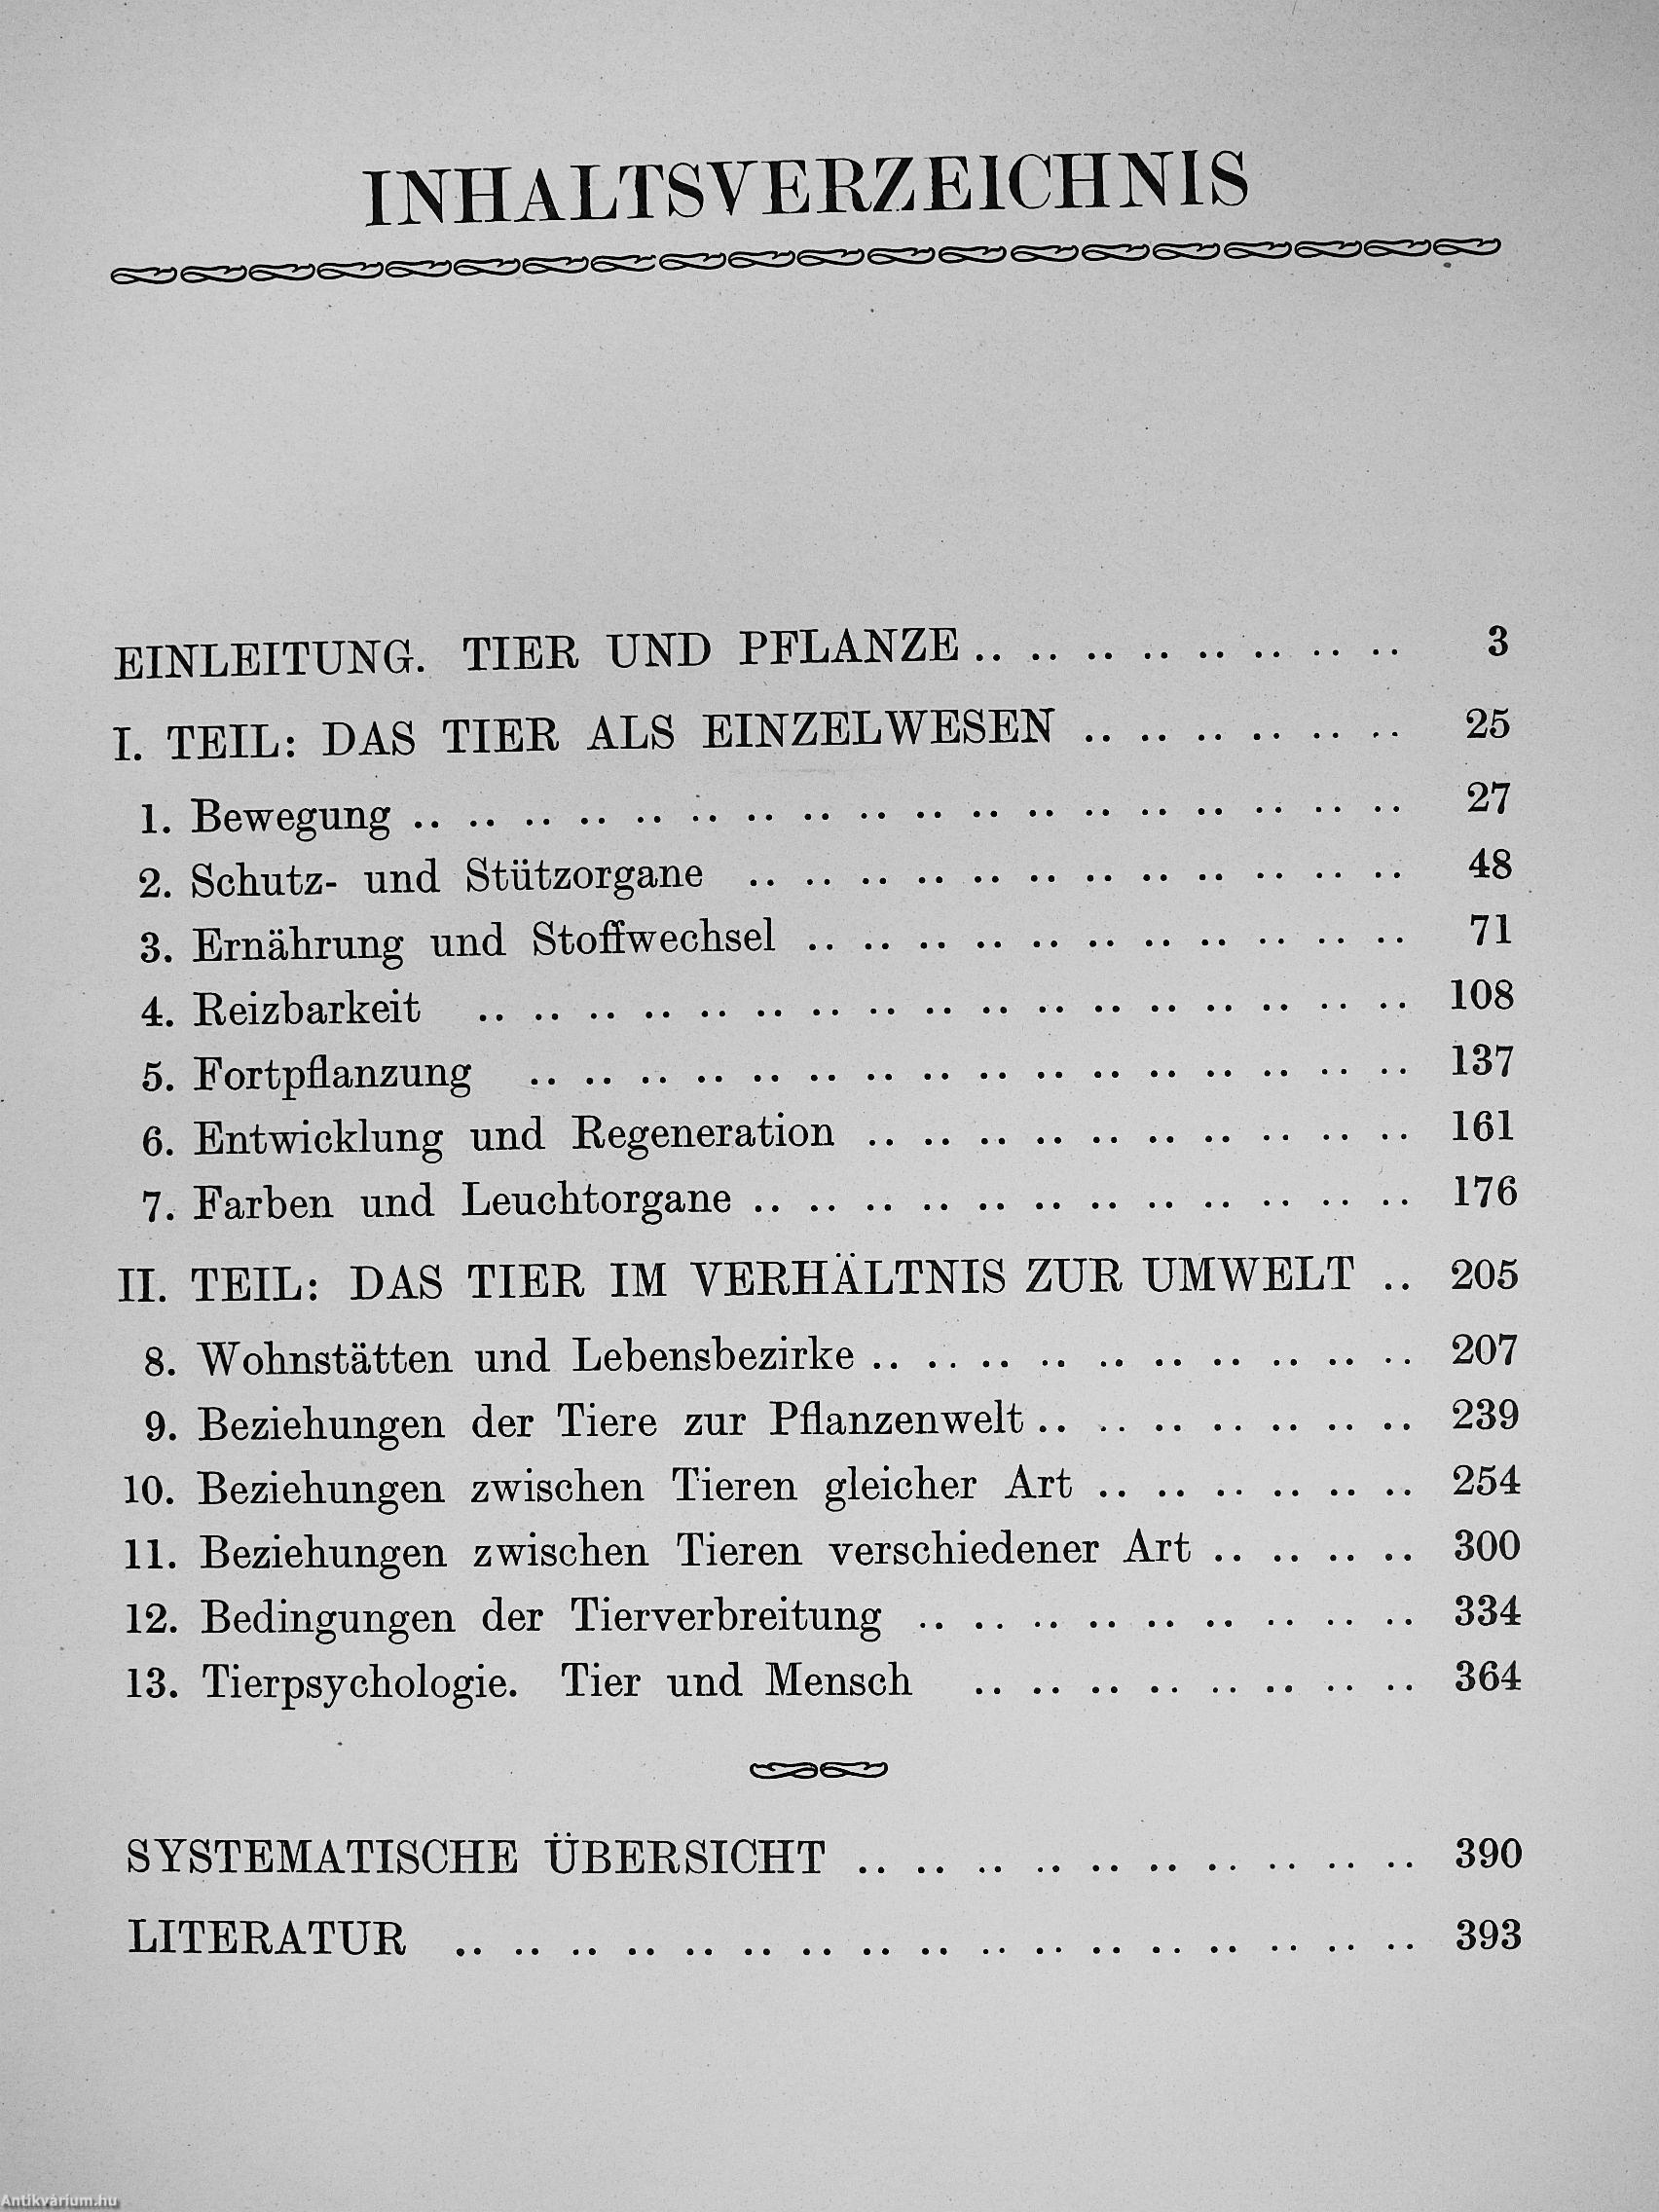 INHALTSVERZEICHNIS
EINLEITUNG. TIER UND PFLANZE .. .. .. .. .. .. .. .. 3
I. TEIL: DAS TIER ALS EINZELWESEN .. .. .. .. .. .. 25
1. Bewegung .. .. .. .. .. .. .. .. .. .. .. .. .. .. .. .. .. .. 27
2. Schutz- und Stützorgane .. .. .. .. .. .. .. .. .. .. .. .. 48
3. Ernährung und Stoffwechsel .. .. .. .. .. .. .. .. .. .. .. 71
4. Reizbarkeit .. .. .. .. .. .. .. .. .. .. .. .. .. .. .. .. .. 108
5. Fortpflanzung .. .. .. .. .. .. .. .. .. .. .. .. .. .. .. .. 137
6. Entwicklung und Regeneration .. .. .. .. .. .. .. .. .. .. 161
7. Farben und Leuchtorgane .. .. .. .. .. .. .. .. .. .. .. .. 176
II. TEIL: DAS TIER IM VERHÄLTNIS ZUR UMWELT .. 205
8. Wohnstätten und Lebensbezirke .. .. .. .. .. .. .. .. .. .. 207
9. Beziehungen der Tiere zur Pflanzenwelt .. .. .. .. .. .. .. 239
10. Beziehungen zwischen Tieren gleicher Art .. .. .. .. .. .. 254
11. Beziehungen zwischen Tieren verschiedener Art .. .. .. .. 300
12. Bedingungen der Tierverbreitung .. .. .. .. .. .. .. .. .. 334
13. Tierpsychologie. Tier und Mensch .. .. .. .. .. .. .. .. 364
SYSTEMATISCHE ÜBERSICHT .. .. .. .. .. .. .. .. .. .. 390
LITERATUR .. .. .. .. .. .. .. .. .. .. .. .. .. .. .. .. .. 393
Antikvárium.hu